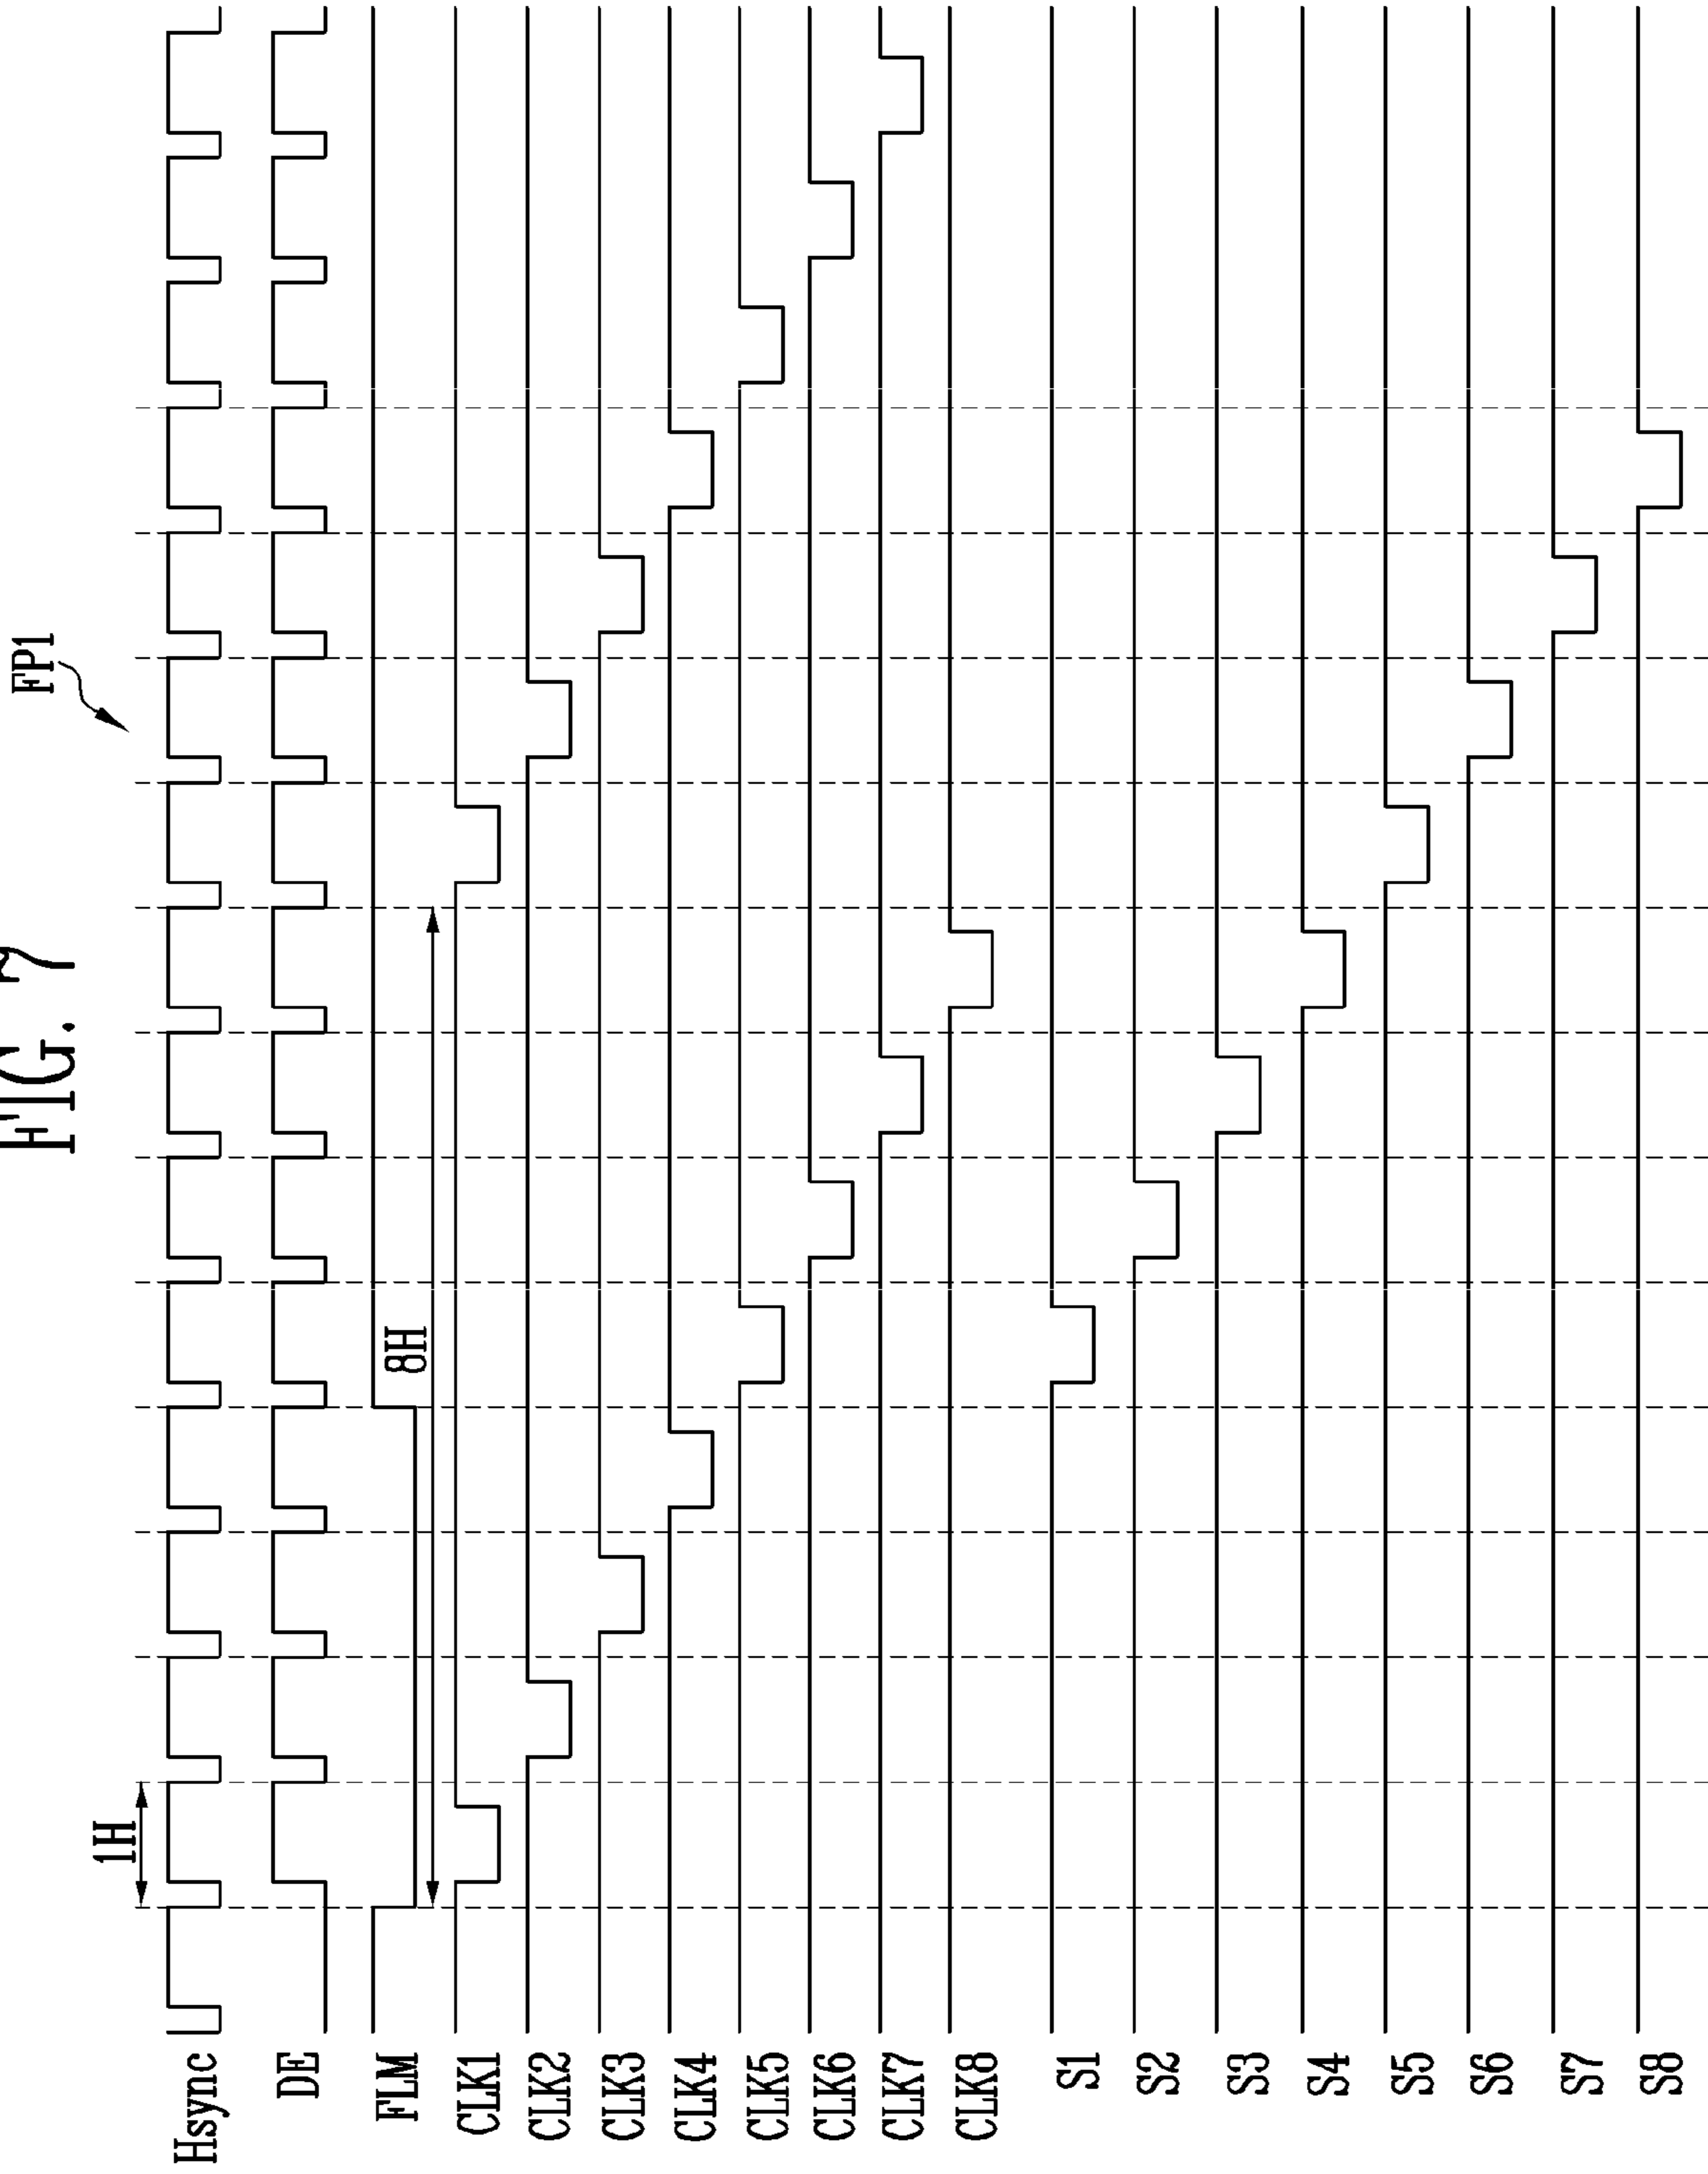 FIG. 7
FP1
1H
8H
Hsync
DE
FLM
CLK1
CLK2
CLK3
CLK4
CLK5
CLK6
CLK7
CLK8
S1
S2
S3
S4
S5
S6
S7
S8